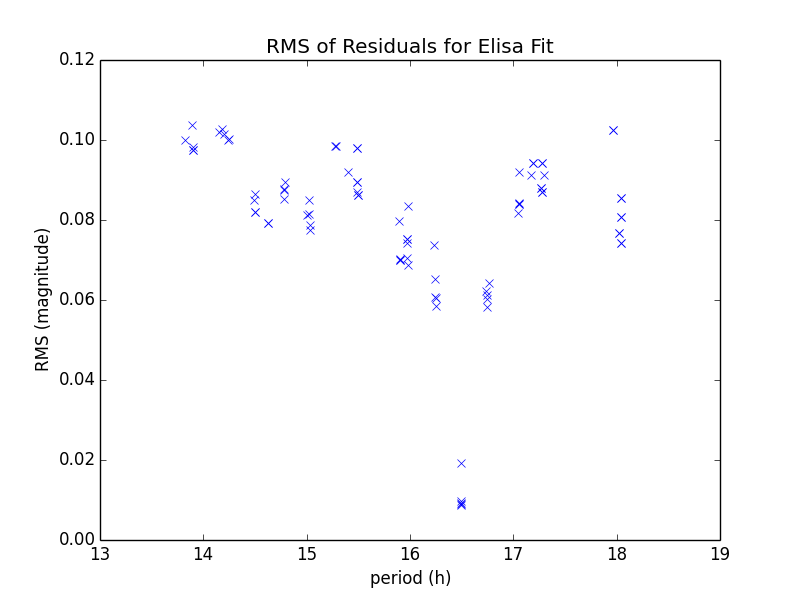 RMS of Residuals for Elisa Fit
0.12
0.10
0.08
0.06
0.04
0.02
0.00
RMS (magnitude)
13 14 15 16 17 18 19
period (h)